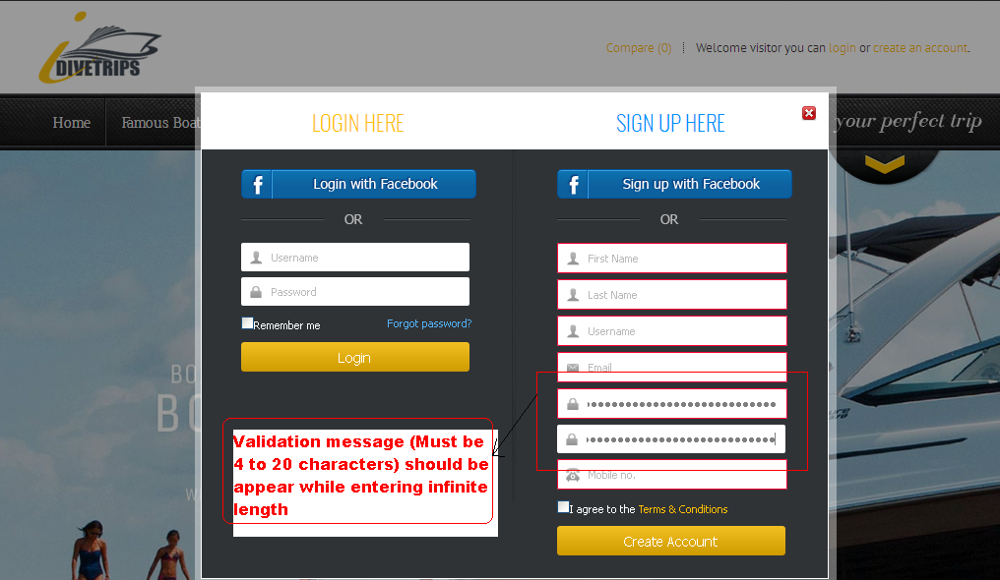 DIVETRIPS
Compare (0) Welcome visitor you can login or create an account.
Home Famous Boat
your perfect trip
LOGIN HERE
SIGN UP HERE
Login with Facebook
OR
Username
Password
Remember me Forgot password?
Login
Sign up with Facebook
OR
First Name
Last Name
Username
Email
Mobile no.
I agree to the Terms & Conditions
Create Account
BO
BO
W
Validation message (Must be
4 to 20 characters) should be
appear while entering infinite
length